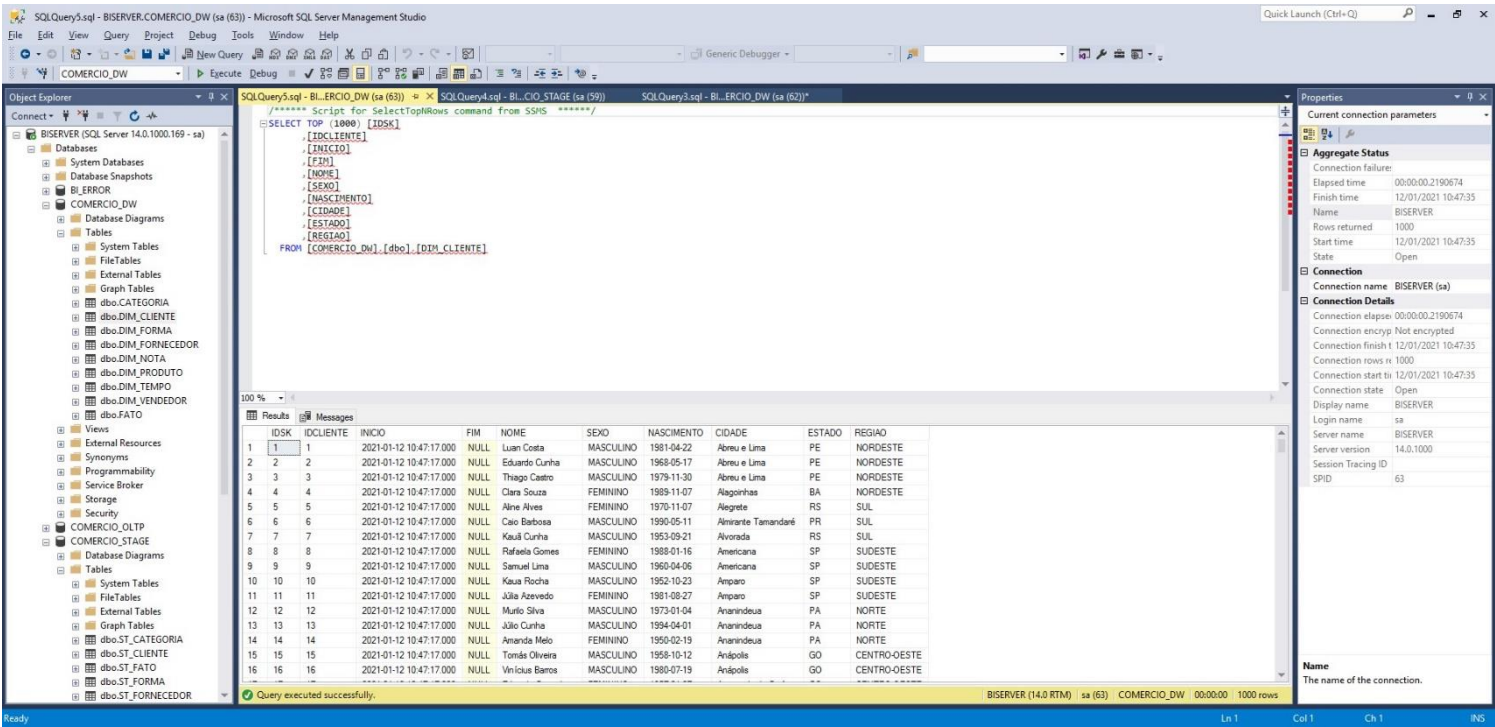 SQLQuery5.sql - BISERVER.COMERCIO_DW (sa (63)) - Microsoft SQL Server Management Studio
Quick Launch (Ctrl+Q)
File Edit View Query Project Debug Tools Window Help
New Query Generic Debugger
COMERCIO_DW Execute Debug
Object Explorer
Connect
BISERVER (SQL Server 14.0.1000.169 - sa)
Databases
System Databases
Database Snapshots
BI_ERROR
COMERCIO_DW
Database Diagrams
Tables
System Tables
FileTables
External Tables
Graph Tables
dbo.CATEGORIA
dbo.DIM_CLIENTE
dbo.DIM_FORMA
dbo.DIM_FORNECEDOR
dbo.DIM_NOTA
dbo.DIM_PRODUTO
dbo.DIM_TEMPO
dbo.DIM_VENDEDOR
dbo.FATO
Views
External Resources
Synonyms
Programmability
Service Broker
Storage
Security
COMERCIO_OLTP
COMERCIO_STAGE
Database Diagrams
Tables
System Tables
FileTables
External Tables
Graph Tables
dbo.ST_CATEGORIA
dbo.ST_CLIENTE
dbo.ST_FATO
dbo.ST_FORMA
dbo.ST_FORNECEDOR
SQLQuery5.sql - BI...ERCIO_DW (sa (63)) SQLQuery4.sql - BI...CIO_STAGE (sa (59)) SQLQuery3.sql - BI...ERCIO_DW (sa (62))*
/****** Script for SelectTopNRows command from SSMS ******/
SELECT TOP (1000) [IDSK]
,[IDCLIENTE]
,[INICIO]
,[FIM]
,[NOME]
,[SEXO]
,[NASCIMENTO]
,[CIDADE]
,[ESTADO]
,[REGIAO]
FROM [COMERCIO_DW].[dbo].[DIM_CLIENTE]
100 %
Results Messages
IDSK IDCLIENTE INICIO FIM NOME SEXO NASCIMENTO CIDADE ESTADO REGIAO
1 1 1 2021-01-12 10:47:17.000 NULL Luan Costa MASCULINO 1981-04-22 Abreu e Lima PE NORDESTE
2 2 2 2021-01-12 10:47:17.000 NULL Eduardo Cunha MASCULINO 1968-05-17 Abreu e Lima PE NORDESTE
3 3 3 2021-01-12 10:47:17.000 NULL Thiago Castro MASCULINO 1979-11-30 Abreu e Lima PE NORDESTE
4 4 4 2021-01-12 10:47:17.000 NULL Clara Souza FEMININO 1989-11-07 Alagoinhas BA NORDESTE
5 5 5 2021-01-12 10:47:17.000 NULL Aline Alves FEMININO 1970-11-07 Alegrete RS SUL
6 6 6 2021-01-12 10:47:17.000 NULL Caio Barbosa MASCULINO 1990-05-11 Almirante Tamandaré PR SUL
7 7 7 2021-01-12 10:47:17.000 NULL Kauã Cunha MASCULINO 1953-09-21 Alvorada RS SUL
8 8 8 2021-01-12 10:47:17.000 NULL Rafaela Gomes FEMININO 1988-01-16 Americana SP SUDESTE
9 9 9 2021-01-12 10:47:17.000 NULL Samuel Lima MASCULINO 1960-04-06 Americana SP SUDESTE
10 10 10 2021-01-12 10:47:17.000 NULL Kaua Rocha MASCULINO 1952-10-23 Amparo SP SUDESTE
11 11 11 2021-01-12 10:47:17.000 NULL Júlia Azevedo FEMININO 1981-08-27 Amparo SP SUDESTE
12 12 12 2021-01-12 10:47:17.000 NULL Murilo Silva MASCULINO 1973-01-04 Ananindeua PA NORTE
13 13 13 2021-01-12 10:47:17.000 NULL Júlio Cunha MASCULINO 1994-04-01 Ananindeua PA NORTE
14 14 14 2021-01-12 10:47:17.000 NULL Amanda Melo FEMININO 1950-02-19 Ananindeua PA NORTE
15 15 15 2021-01-12 10:47:17.000 NULL Tomás Oliveira MASCULINO 1958-10-12 Anápolis GO CENTRO-OESTE
16 16 16 2021-01-12 10:47:17.000 NULL Vinícius Barros MASCULINO 1980-07-19 Anápolis GO CENTRO-OESTE
Query executed successfully.
BISERVER (14.0 RTM) sa (63) COMERCIO_DW 00:00:00 1000 rows
Properties
Current connection parameters
Aggregate Status
Connection failure:
Elapsed time 00:00:00.2190674
Finish time 12/01/2021 10:47:35
Name BISERVER
Rows returned 1000
Start time 12/01/2021 10:47:35
State Open
Connection
Connection name BISERVER (sa)
Connection Details
Connection elapse 00:00:00.2190674
Connection encryp Not encrypted
Connection finish t 12/01/2021 10:47:35
Connection rows re 1000
Connection start tir 12/01/2021 10:47:35
Connection state Open
Display name BISERVER
Login name sa
Server name BISERVER
Server version 14.0.1000
Session Tracing ID
SPID 63
Name
The name of the connection.
Ready Ln 1 Col 1 Ch 1 INS